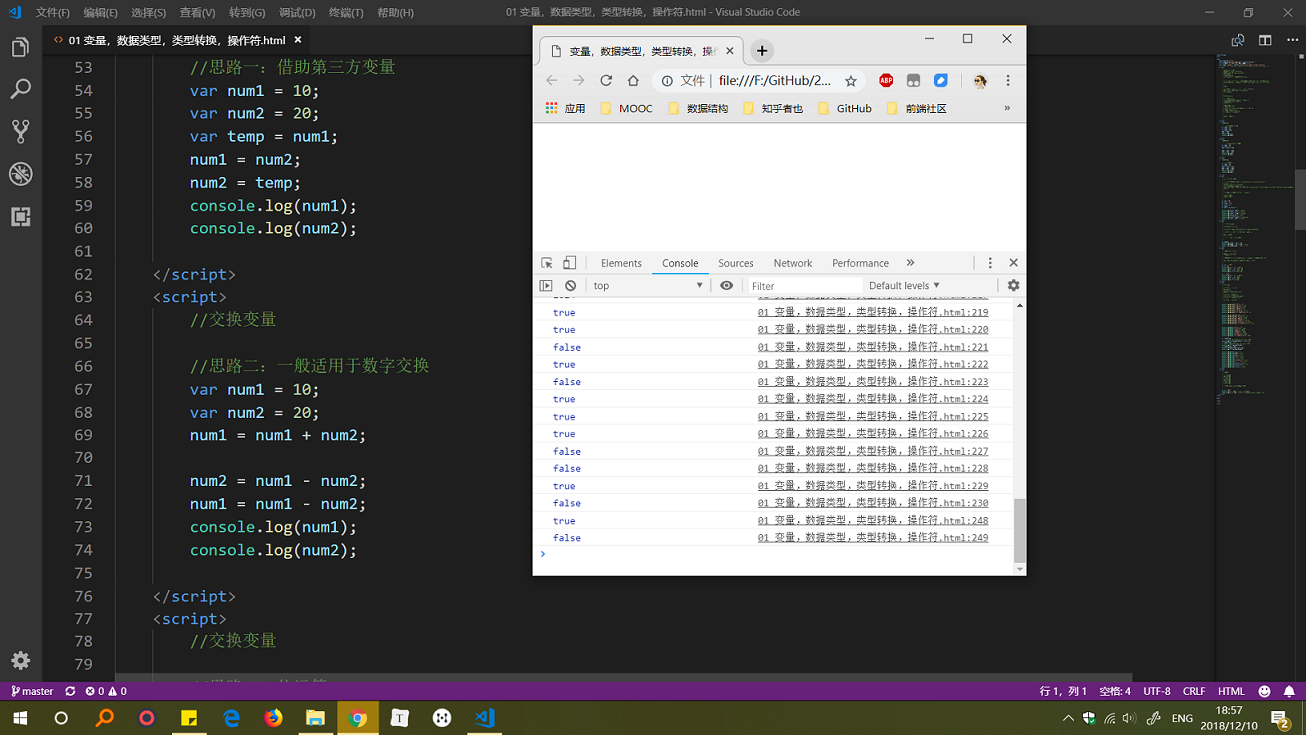 文件(F) 编辑(E) 选择(S) 查看(V) 转到(G) 调试(D) 终端(T) 帮助(H) 01 变量，数据类型，类型转换，操作符.html - Visual Studio Code
01 变量，数据类型，类型转换，操作符.html ×
53 //思路一：借助第三方变量
54 var num1 = 10;
55 var num2 = 20;
56 var temp = num1;
57 num1 = num2;
58 num2 = temp;
59 console.log(num1);
60 console.log(num2);
61
62 </script>
63 <script>
64 //交换变量
65
66 //思路二：一般适用于数字交换
67 var num1 = 10;
68 var num2 = 20;
69 num1 = num1 + num2;
70
71 num2 = num1 - num2;
72 num1 = num1 - num2;
73 console.log(num1);
74 console.log(num2);
75
76 </script>
77 <script>
78 //交换变量
79
变量，数据类型，类型转换，操作
文件 | file:///F:/GitHub/2...
ABP
应用 MOOC 数据结构 知乎者也 GitHub 前端社区 »
Elements Console Sources Network Performance »
top Filter Default levels
true 01 变量，数据类型，类型转换，操作符.html:219
true 01 变量，数据类型，类型转换，操作符.html:220
false 01 变量，数据类型，类型转换，操作符.html:221
true 01 变量，数据类型，类型转换，操作符.html:222
false 01 变量，数据类型，类型转换，操作符.html:223
true 01 变量，数据类型，类型转换，操作符.html:224
true 01 变量，数据类型，类型转换，操作符.html:225
true 01 变量，数据类型，类型转换，操作符.html:226
false 01 变量，数据类型，类型转换，操作符.html:227
false 01 变量，数据类型，类型转换，操作符.html:228
true 01 变量，数据类型，类型转换，操作符.html:229
false 01 变量，数据类型，类型转换，操作符.html:230
true 01 变量，数据类型，类型转换，操作符.html:248
false 01 变量，数据类型，类型转换，操作符.html:249
master 0 0 行 1，列 1 空格: 4 UTF-8 CRLF HTML
T ENG 18:57
2018/12/10 2